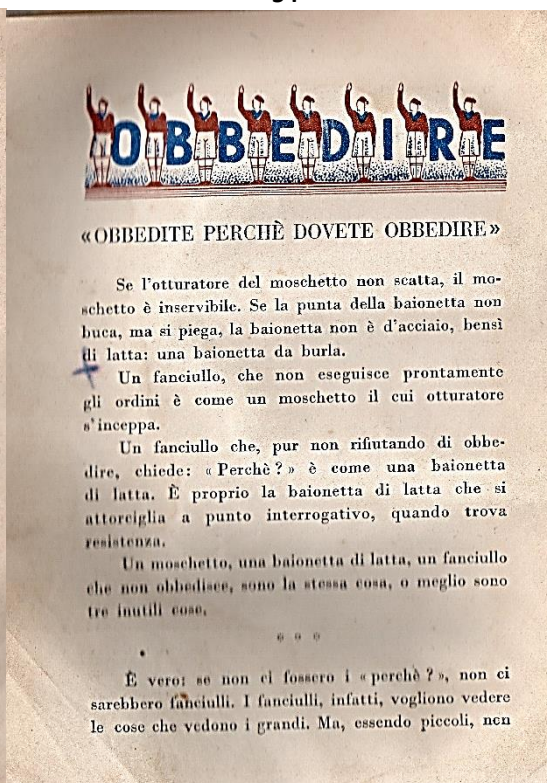 OBBEDIRE
«OBBEDITE PERCHÈ DOVETE OBBEDIRE»
Se l'otturatore del moschetto non scatta, il mo-
schetto è inservibile. Se la punta della baionetta non
buca, ma si piega, la baionetta non è d'acciaio, bensì
di latta: una baionetta da burla.
Un fanciullo, che non eseguisce prontamente
gli ordini è come un moschetto il cui otturatore
s'inceppa.
Un fanciullo che, pur non rifiutando di obbe-
dire, chiede: «Perchè?» è come una baionetta
di latta. È proprio la baionetta di latta che si
attorciglia a punto interrogativo, quando trova
resistenza.
Un moschetto, una baionetta di latta, un fanciullo
che non obbedisce, sono la stessa cosa, o meglio sono
tre inutili cose.
È vero: se non ci fossero i «perchè?», non ci
sarebbero fanciulli. I fanciulli, infatti, vogliono vedere
le cose che vedono i grandi. Ma, essendo piccoli, non